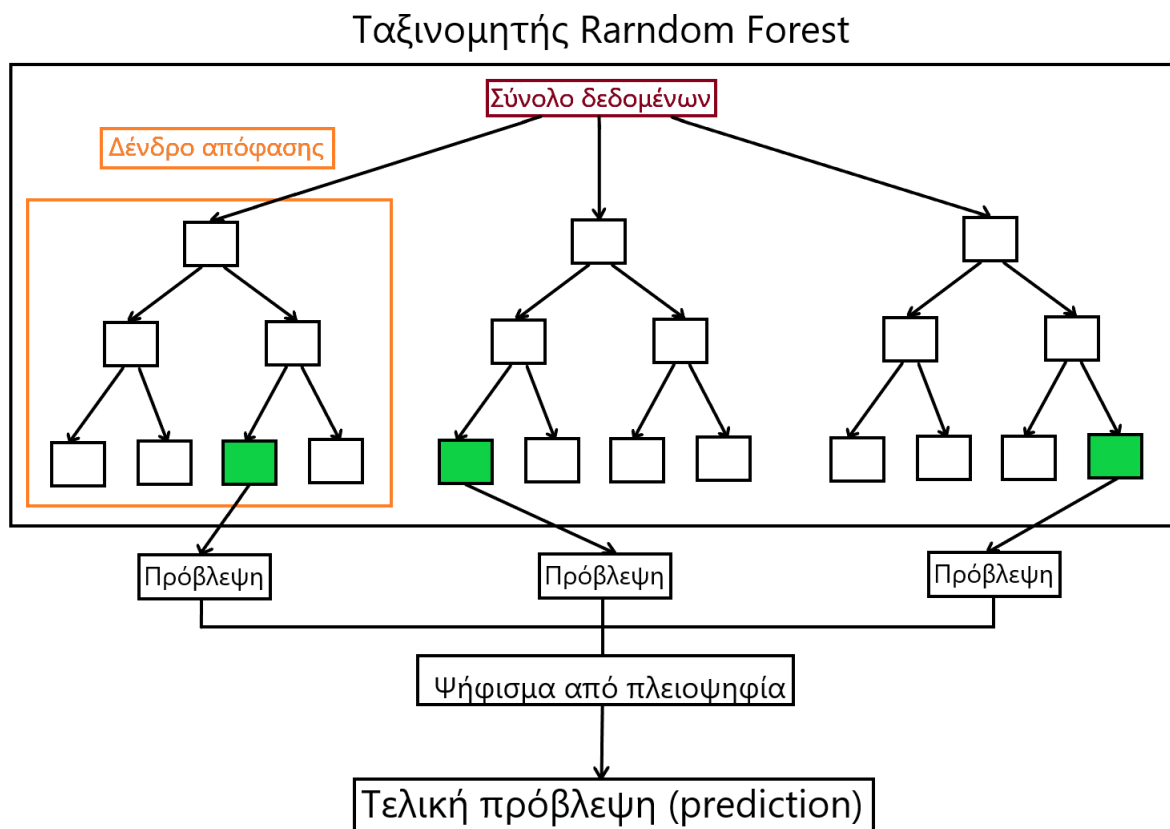 Ταξινομητής Rarndom Forest
Σύνολο δεδομένων
Δένδρο απόφασης
Πρόβλεψη
Πρόβλεψη
Πρόβλεψη
Ψήφισμα από πλειοψηφία
Τελική πρόβλεψη (prediction)